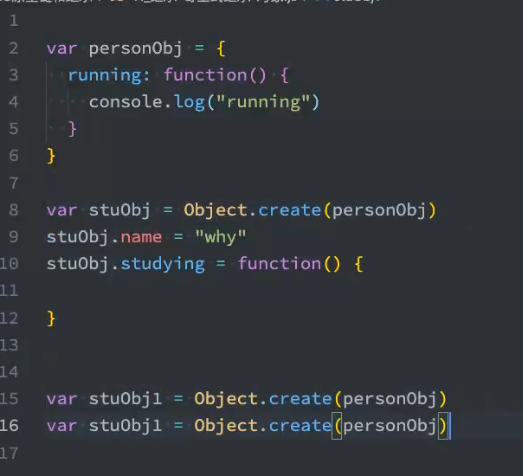 1
2 var personObj = {
3   running: function() {
4     console.log("running")
5   }
6 }
7
8 var stuObj = Object.create(personObj)
9 stuObj.name = "why"
10 stuObj.studying = function() {
11
12 }
13
14
15 var stuObj1 = Object.create(personObj)
16 var stuObj1 = Object.create(personObj)
17